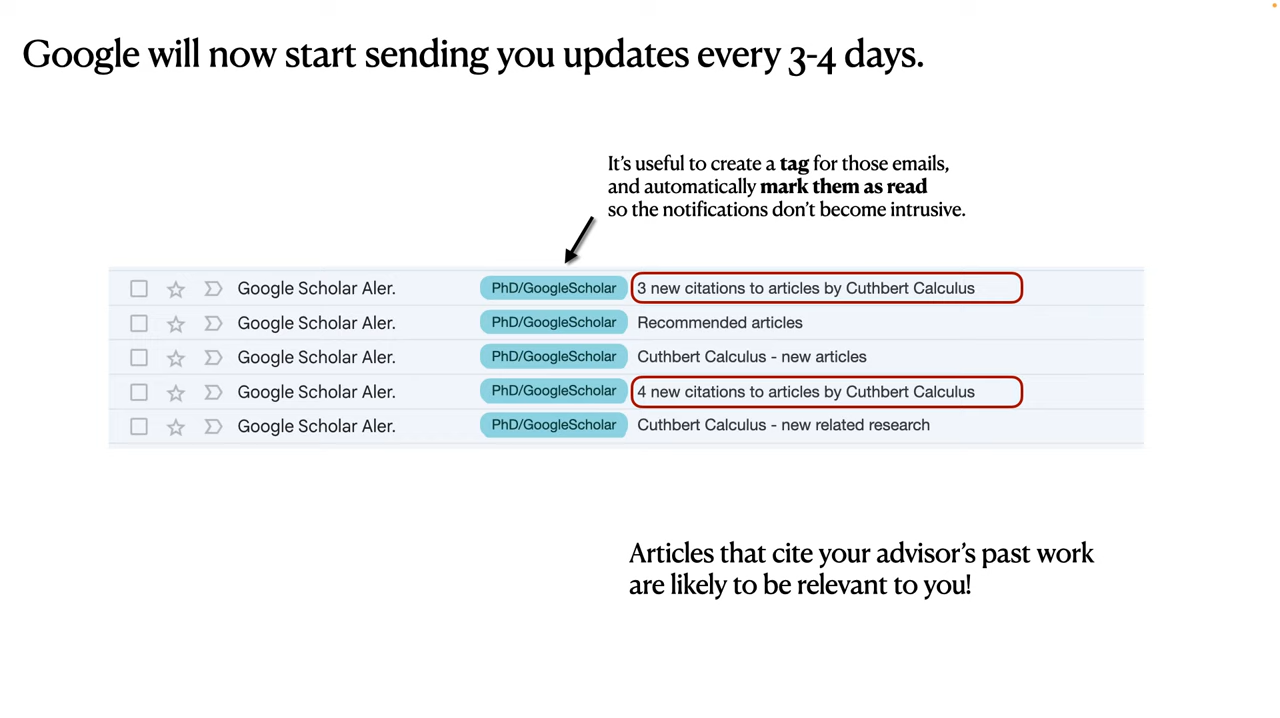 Google will now start sending you updates every 3-4 days.
It's useful to create a tag for those emails,
and automatically mark them as read
so the notifications don't become intrusive.
Google Scholar Aler. PhD/GoogleScholar 3 new citations to articles by Cuthbert Calculus
Google Scholar Aler. PhD/GoogleScholar Recommended articles
Google Scholar Aler. PhD/GoogleScholar Cuthbert Calculus - new articles
Google Scholar Aler. PhD/GoogleScholar 4 new citations to articles by Cuthbert Calculus
Google Scholar Aler. PhD/GoogleScholar Cuthbert Calculus - new related research
Articles that cite your advisor's past work
are likely to be relevant to you!